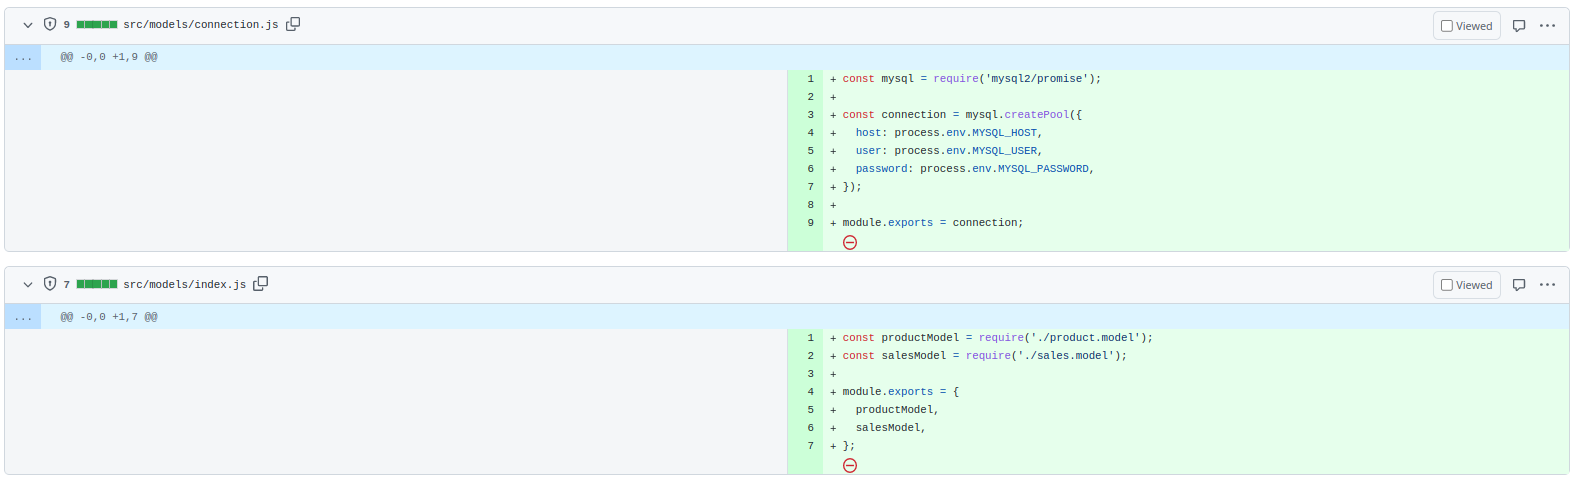 9 src/models/connection.js Viewed
... @@ -0,0 +1,9 @@
1 + const mysql = require('mysql2/promise');
2 +
3 + const connection = mysql.createPool({
4 +   host: process.env.MYSQL_HOST,
5 +   user: process.env.MYSQL_USER,
6 +   password: process.env.MYSQL_PASSWORD,
7 + });
8 +
9 + module.exports = connection;
7 src/models/index.js Viewed
... @@ -0,0 +1,7 @@
1 + const productModel = require('./product.model');
2 + const salesModel = require('./sales.model');
3 +
4 + module.exports = {
5 +   productModel,
6 +   salesModel,
7 + };